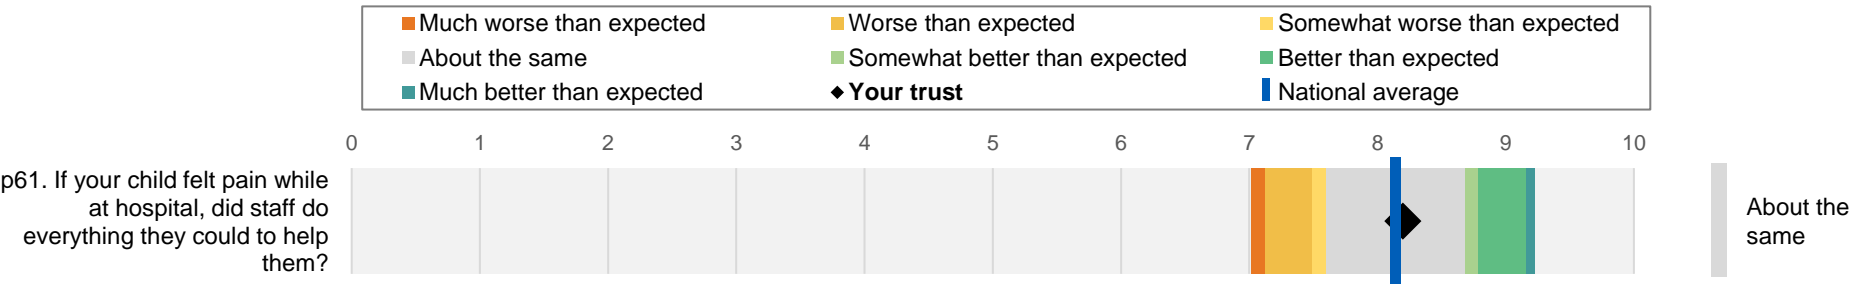 Much worse than expected
Worse than expected
Somewhat worse than expected
About the same
Somewhat better than expected
Better than expected
Much better than expected
Your trust
National average
0 1 2 3 4 5 6 7 8 9 10
p61. If your child felt pain while
at hospital, did staff do
everything they could to help
them?
About the
same